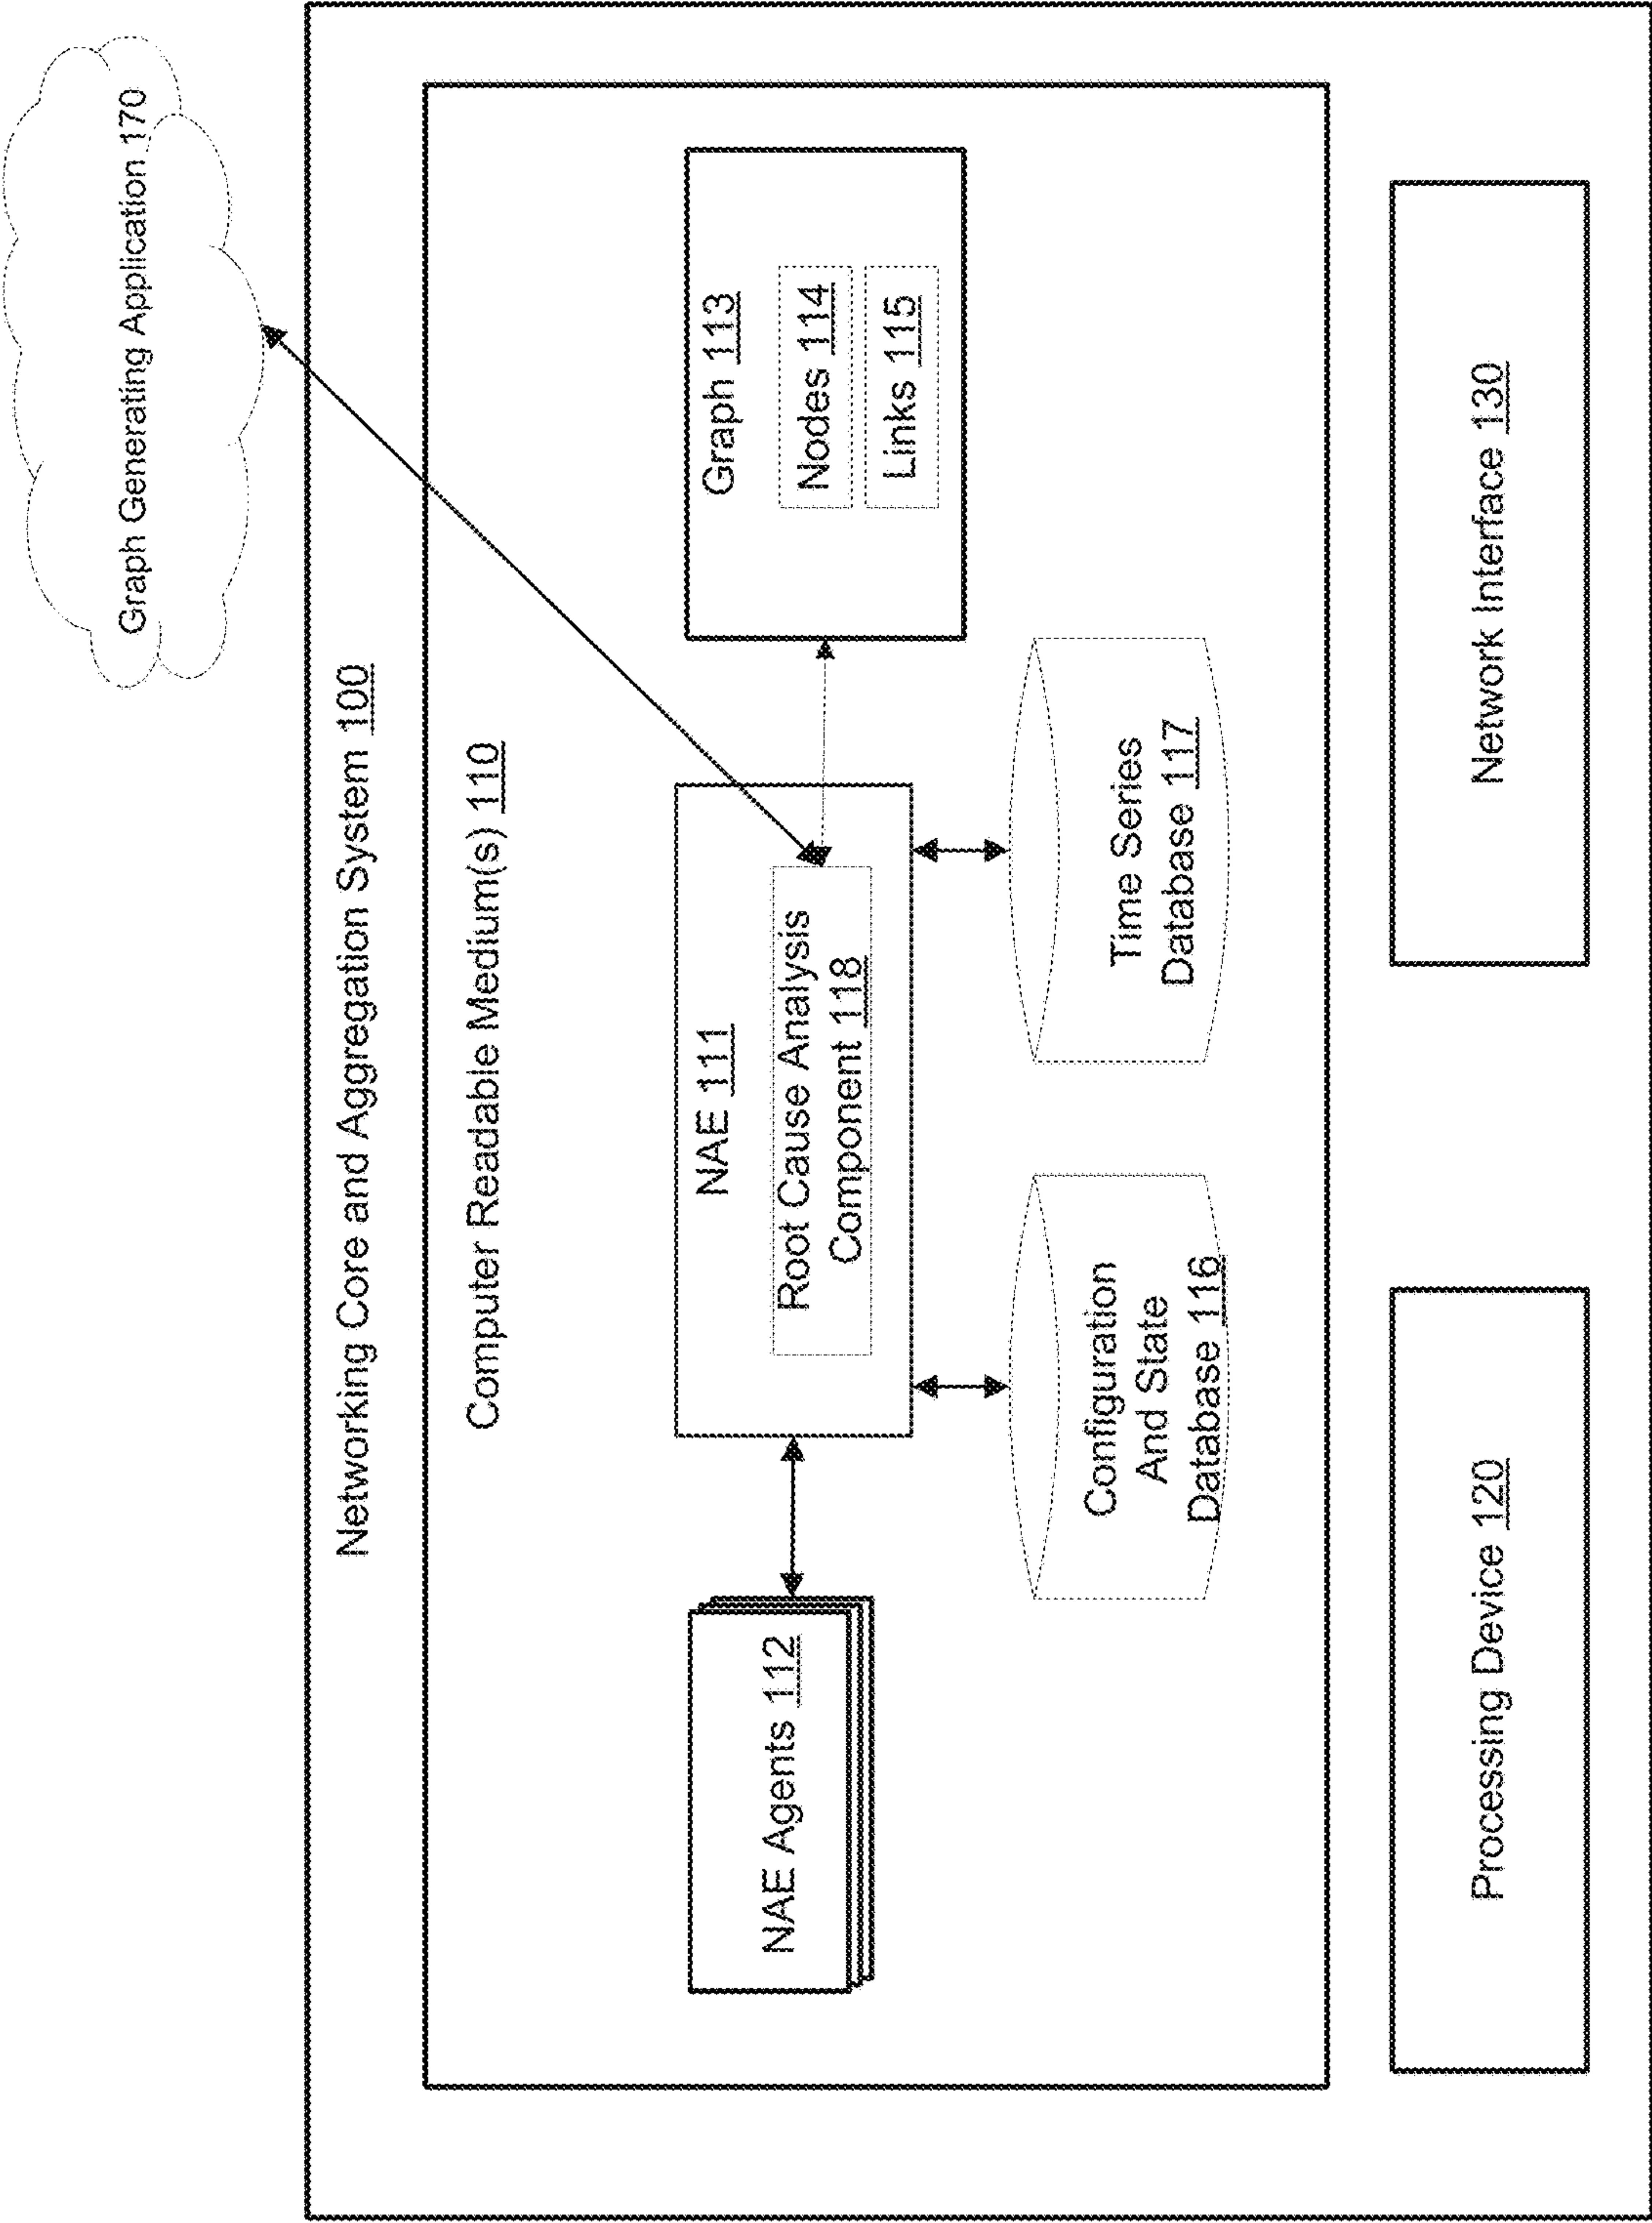 Graph Generating Application 170
Networking Core and Aggregation System 100
Computer Readable Medium(s) 110
NAE Agents 112
NAE 111
Root Cause Analysis
Component 118
Graph 113
Nodes 114
Links 115
Configuration
And State
Database 116
Time Series
Database 117
Processing Device 120
Network Interface 130